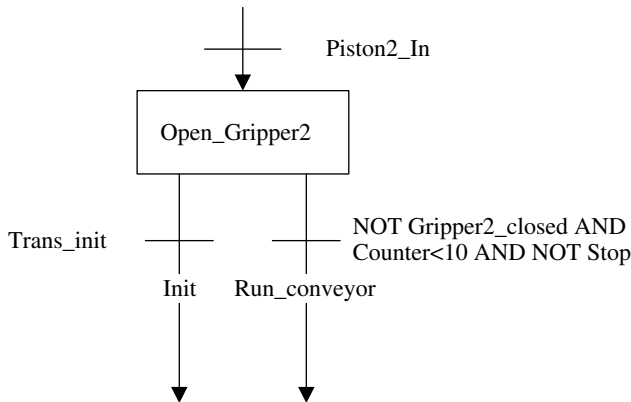 Piston2_In
Open_Gripper2
Trans_init
NOT Gripper2_closed AND
Counter<10 AND NOT Stop
Init
Run_conveyor